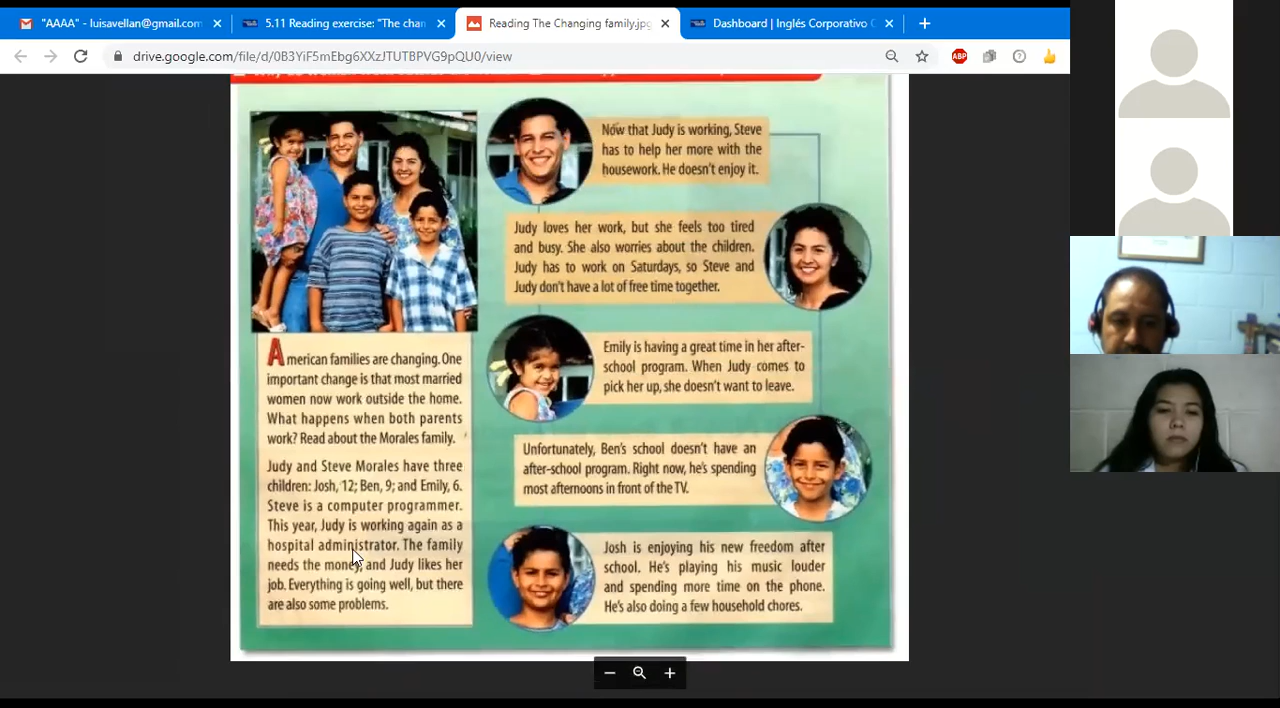 "AAAA" - luisavellan@gmail.com
5.11 Reading exercise: "The chan
Reading The Changing family.jpg
Dashboard | Inglés Corporativo
drive.google.com/file/d/0B3YiF5mEbg6XXzJTUTBPVG9pQU0/view
ABP
American families are changing. One
important change is that most married
women now work outside the home.
What happens when both parents
work? Read about the Morales family.
Judy and Steve Morales have three
children: Josh, 12; Ben, 9; and Emily, 6.
Steve is a computer programmer.
This year, Judy is working again as a
hospital administrator. The family
needs the money, and Judy likes her
job. Everything is going well, but there
are also some problems.
Now that Judy is working, Steve
has to help her more with the
housework. He doesn't enjoy it.
Judy loves her work, but she feels too tired
and busy. She also worries about the children.
Judy has to work on Saturdays, so Steve and
Judy don't have a lot of free time together.
Emily is having a great time in her after-
school program. When Judy comes to
pick her up, she doesn't want to leave.
Unfortunately, Ben's school doesn't have an
after-school program. Right now, he's spending
most afternoons in front of the TV.
Josh is enjoying his new freedom after
school. He's playing his music louder
and spending more time on the phone.
He's also doing a few household chores.